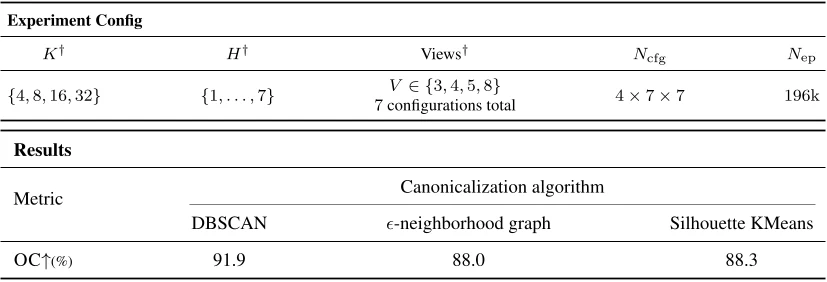 Experiment Config
K† H† Views† N_cfg N_ep
{4, 8, 16, 32} {1, . . . , 7} V ∈ {3, 4, 5, 8} 4 × 7 × 7 196k
7 configurations total
Results
Metric Canonicalization algorithm
DBSCAN ϵ-neighborhood graph Silhouette KMeans
OC↑(%) 91.9 88.0 88.3